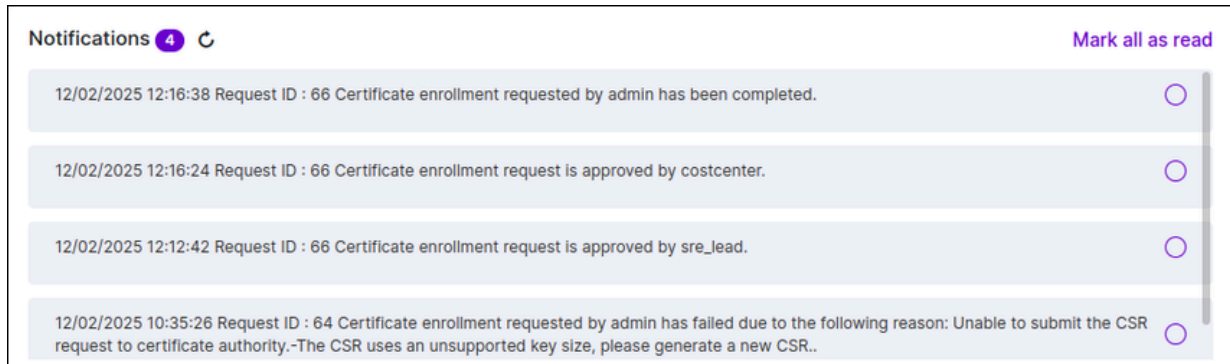 Notifications 4
Mark all as read
12/02/2025 12:16:38 Request ID : 66 Certificate enrollment requested by admin has been completed.
12/02/2025 12:16:24 Request ID : 66 Certificate enrollment request is approved by costcenter.
12/02/2025 12:12:42 Request ID : 66 Certificate enrollment request is approved by sre_lead.
12/02/2025 10:35:26 Request ID : 64 Certificate enrollment requested by admin has failed due to the following reason: Unable to submit the CSR
request to certificate authority.-The CSR uses an unsupported key size, please generate a new CSR..